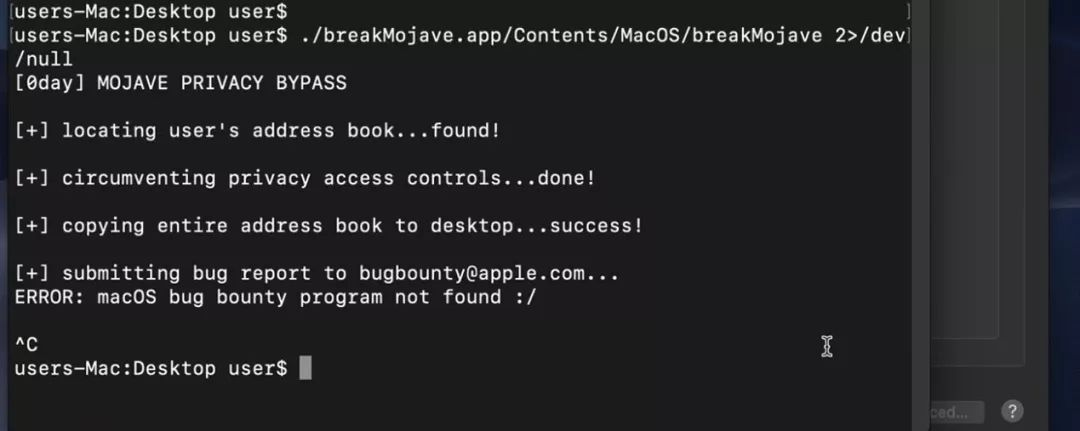 [users-Mac:Desktop user$ ]
[users-Mac:Desktop user$ ./breakMojave.app/Contents/MacOS/breakMojave 2>/dev]
/null
[0day] MOJAVE PRIVACY BYPASS
[+] locating user's address book...found!
[+] circumventing privacy access controls...done!
[+] copying entire address book to desktop...success!
[+] submitting bug report to bugbounty@apple.com...
ERROR: macOS bug bounty program not found :/
^C
users-Mac:Desktop user$
?